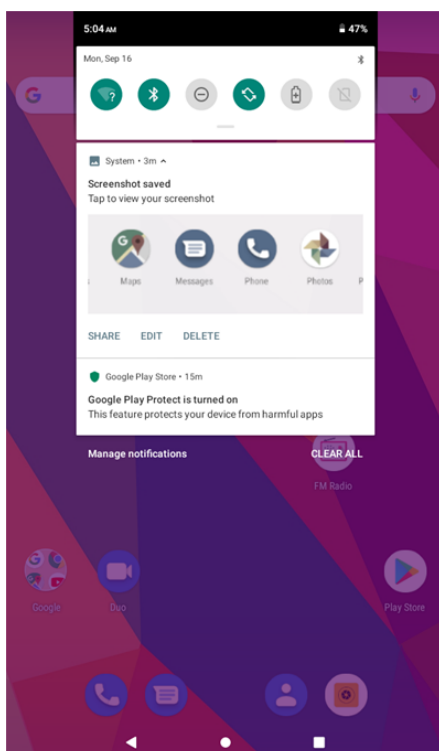 5:04 AM 47%
Mon, Sep 16
?
System • 3m
Screenshot saved
Tap to view your screenshot
G
s Maps Messages Phone Photos P
SHARE EDIT DELETE
Google Play Store • 15m
Google Play Protect is turned on
This feature protects your device from harmful apps
Manage notifications CLEAR ALL
FM Radio
Google Duo Play Store